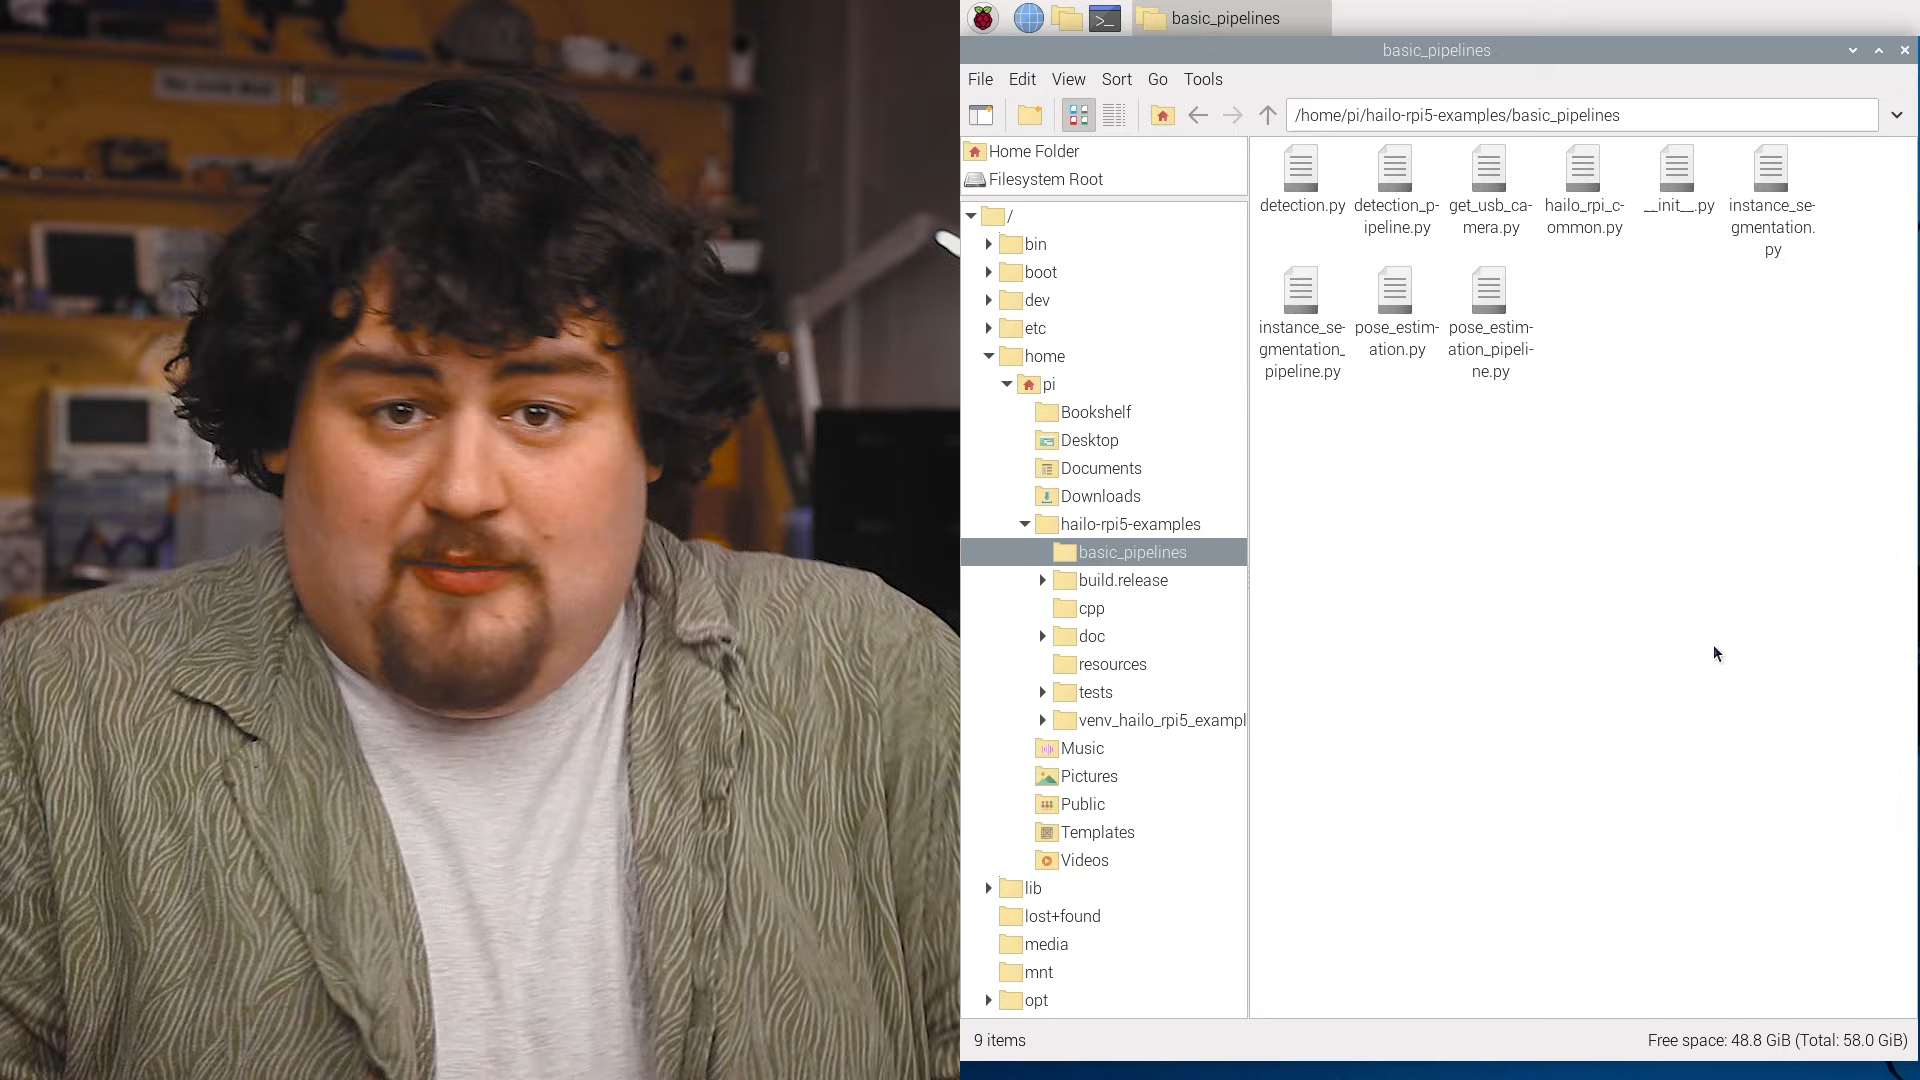 basic_pipelines
basic_pipelines
File Edit View Sort Go Tools
/home/pi/hailo-rpi5-examples/basic_pipelines
Home Folder
Filesystem Root
/
bin
boot
dev
etc
home
pi
Bookshelf
Desktop
Documents
Downloads
hailo-rpi5-examples
basic_pipelines
build.release
cpp
doc
resources
tests
venv_hailo_rpi5_exampl
Music
Pictures
Public
Templates
Videos
lib
lost+found
media
mnt
opt
detection.py
detection_p-
ipeline.py
get_usb_ca-
mera.py
hailo_rpi_c-
ommon.py
__init__.py
instance_se-
gmentation.
py
instance_se-
gmentation_
pipeline.py
pose_estim-
ation.py
pose_estim-
ation_pipeli-
ne.py
9 items
Free space: 48.8 GiB (Total: 58.0 GiB)